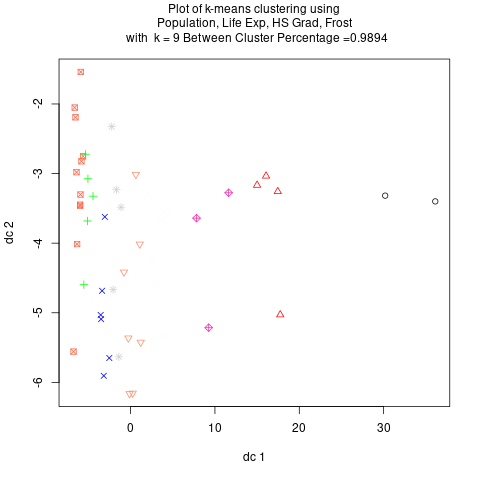 Plot of k-means clustering using
Population, Life Exp, HS Grad, Frost
with k = 9 Between Cluster Percentage =0.9894
-2
-3
-4
-5
-6
dc 2
0 10 20 30
dc 1